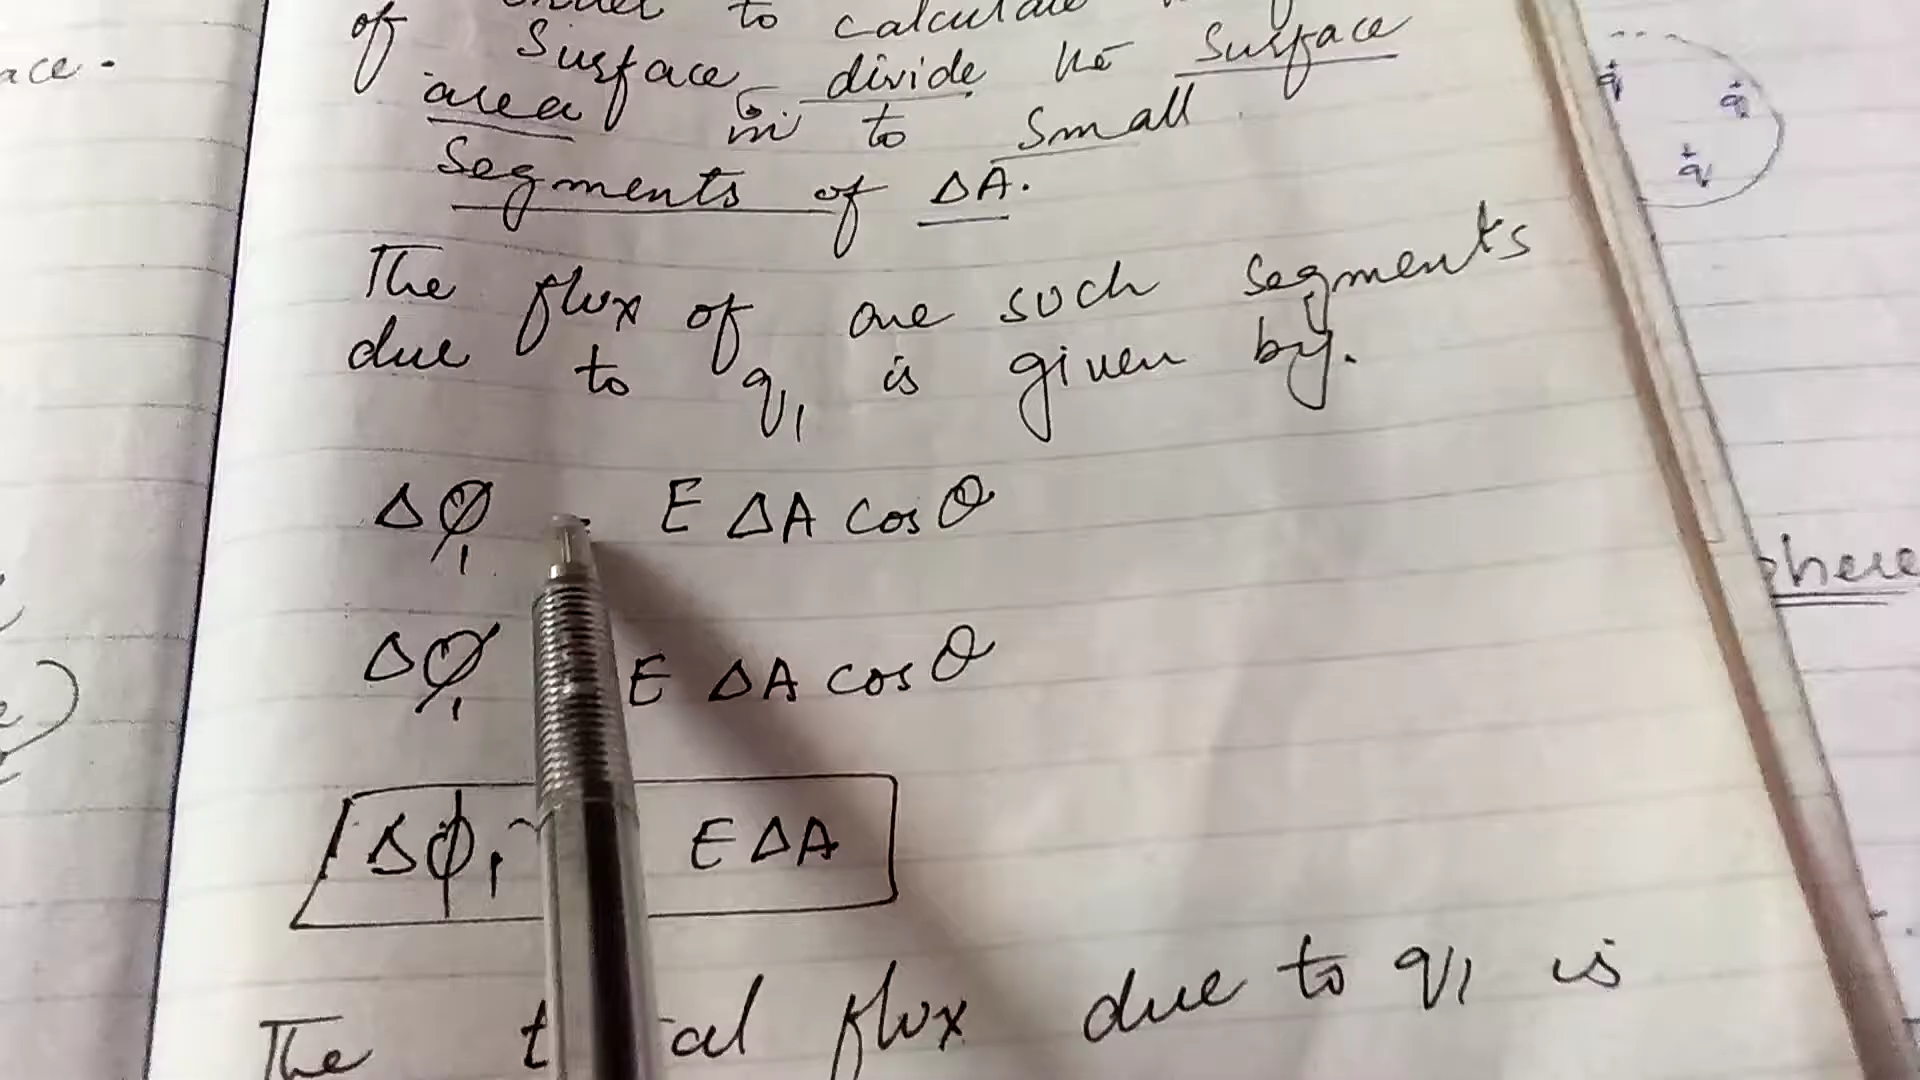 to calculate
of Surface, divide the Surface
area in to small
segments of ΔA.
The flux of one such segments
due to q₁ is given by.
Δφ₁ = E ΔA cos θ
Δφ₁ E ΔA cos θ
Δφ₁ E ΔA
The flux due to q₁ is
ace.
+q
+q
+q
phere